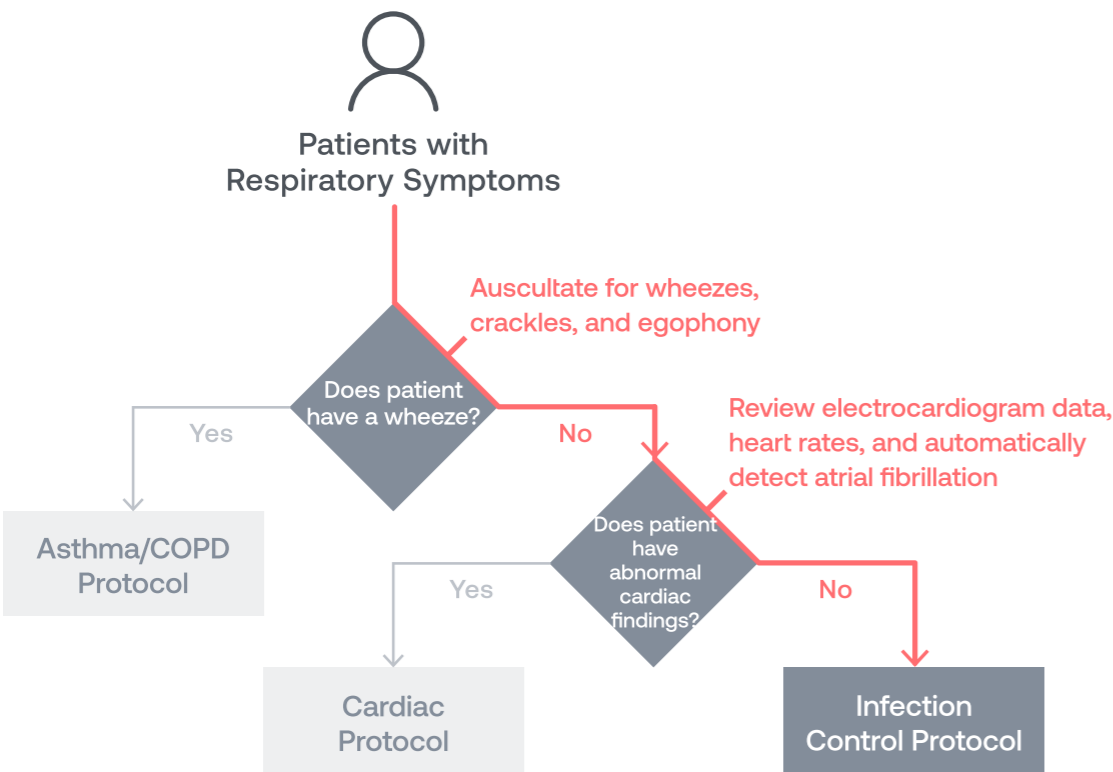 Patients with
Respiratory Symptoms
Auscultate for wheezes,
crackles, and egophony
Does patient
have a wheeze?
Yes
No
Review electrocardiogram data,
heart rates, and automatically
detect atrial fibrillation
Asthma/COPD
Protocol
Does patient
have
abnormal
cardiac
findings?
Yes
No
Cardiac
Protocol
Infection
Control Protocol